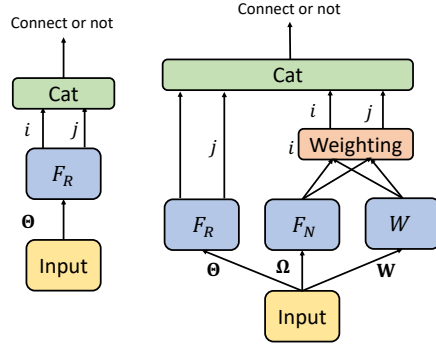 Connect or not
Cat
i
j
F_R
Θ
Input
Connect or not
Cat
i
j
j
i
Weighting
F_R
F_N
W
Θ
Ω
W
Input